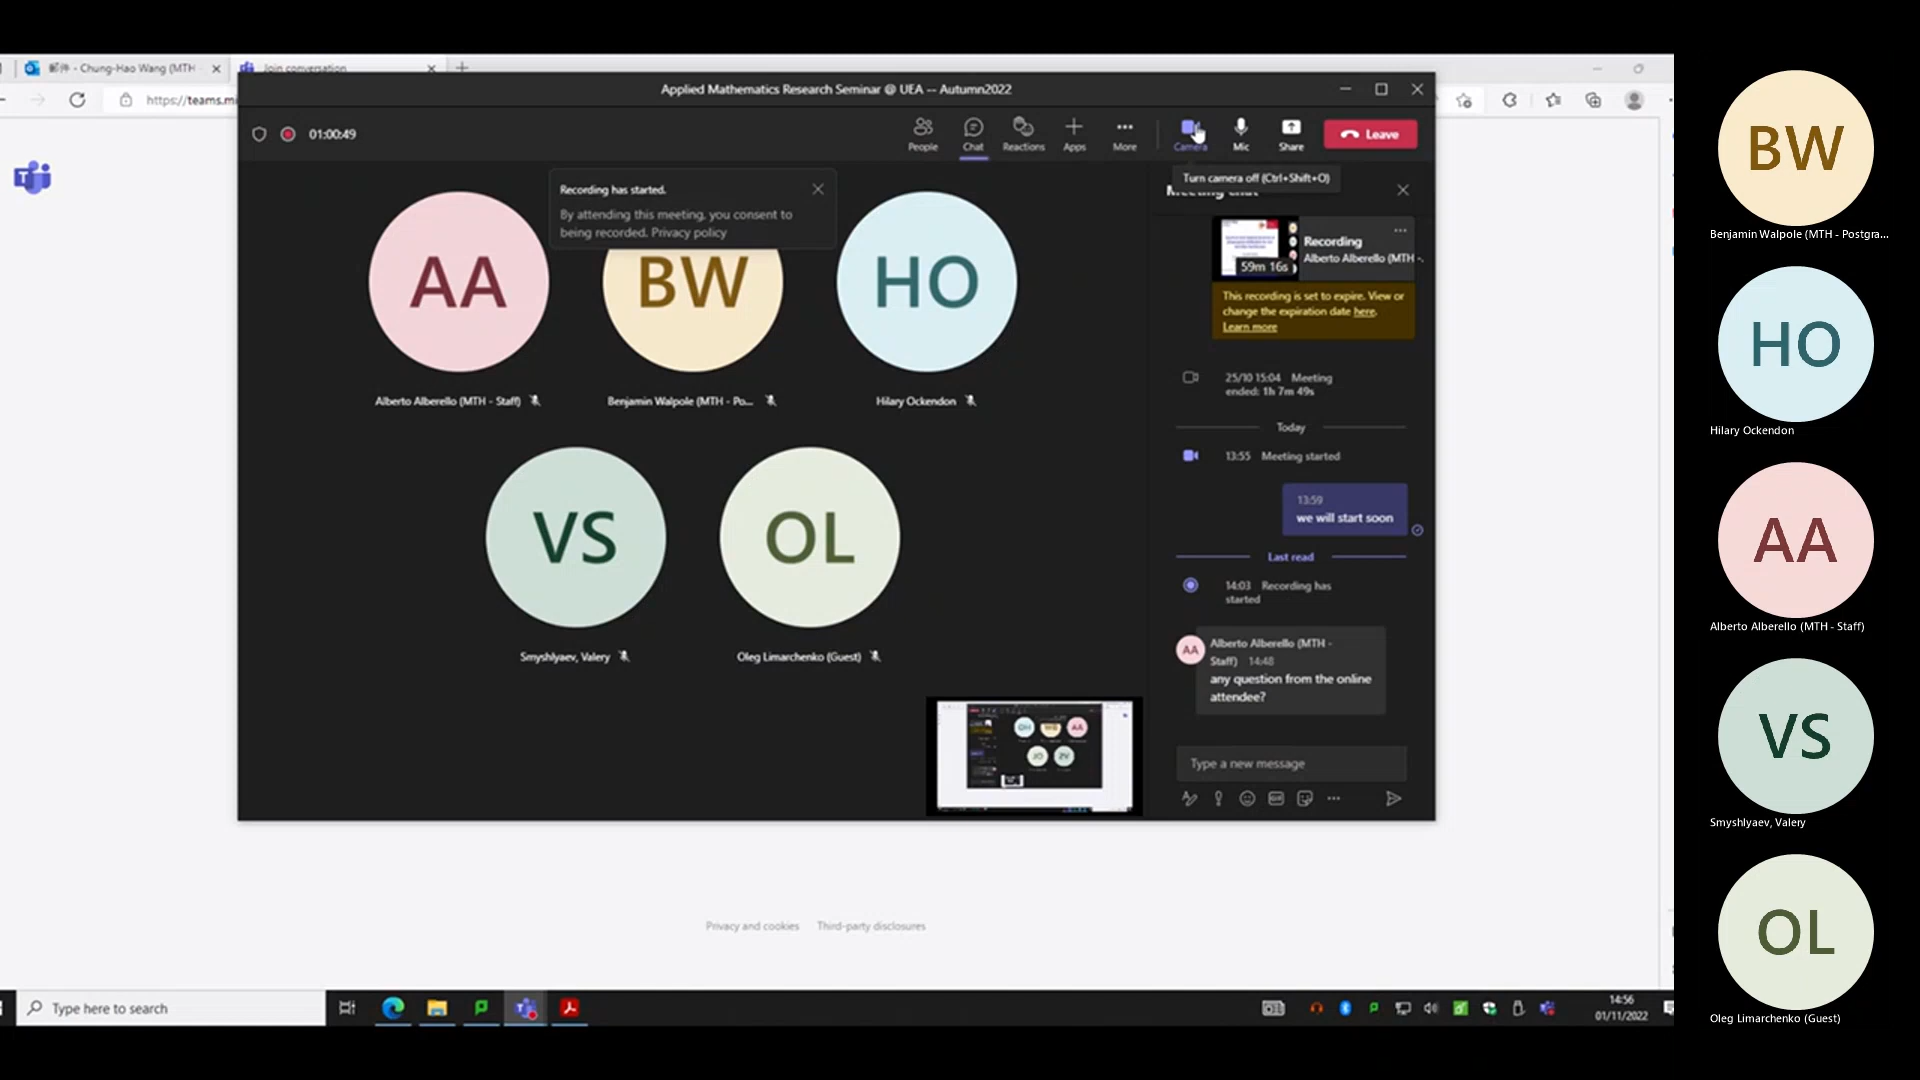 郵件 - Chung-Hao Wang (MTH
Join conversation
https://teams.mi
Applied Mathematics Research Seminar @ UEA -- Autumn2022
01:00:49
People
Chat
Reactions
Apps
More
Camera
Mic
Share
Leave
Turn camera off (Ctrl+Shift+O)
Recording has started.
By attending this meeting, you consent to
being recorded. Privacy policy
AA
BW
HO
Alberto Alberello (MTH - Staff)
Benjamin Walpole (MTH - Po...
Hilary Ockendon
VS
OL
Smyshlyaev, Valery
Oleg Limarchenko (Guest)
Meeting chat
Recording
Alberto Alberello (MTH -.
59m 16s
This recording is set to expire. View or
change the expiration date here.
Learn more
25/10 15:04 Meeting
ended: 1h 7m 49s
Today
13:55 Meeting started
13:59
we will start soon
Last read
14:03 Recording has
started
AA
Alberto Alberello (MTH -
Staff) 14:48
any question from the online
attendee?
Type a new message
GIF
Privacy and cookies
Third-party disclosures
Type here to search
14:56
01/11/2022
BW
Benjamin Walpole (MTH - Postgra...
HO
Hilary Ockendon
AA
Alberto Alberello (MTH - Staff)
VS
Smyshlyaev, Valery
OL
Oleg Limarchenko (Guest)